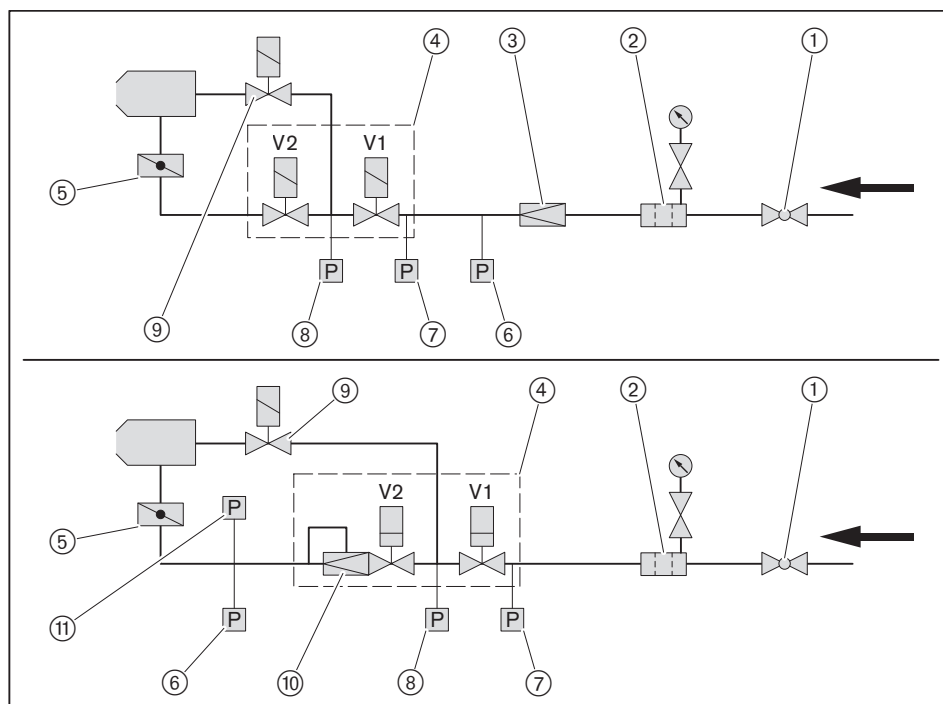 ④ ③ ② ①
V2 V1
⑤
P P P
⑨ ⑧ ⑦ ⑥
⑨ ④ ② ①
V2 V1
P
⑤
⑪ P P P
⑥ ⑩ ⑧ ⑦